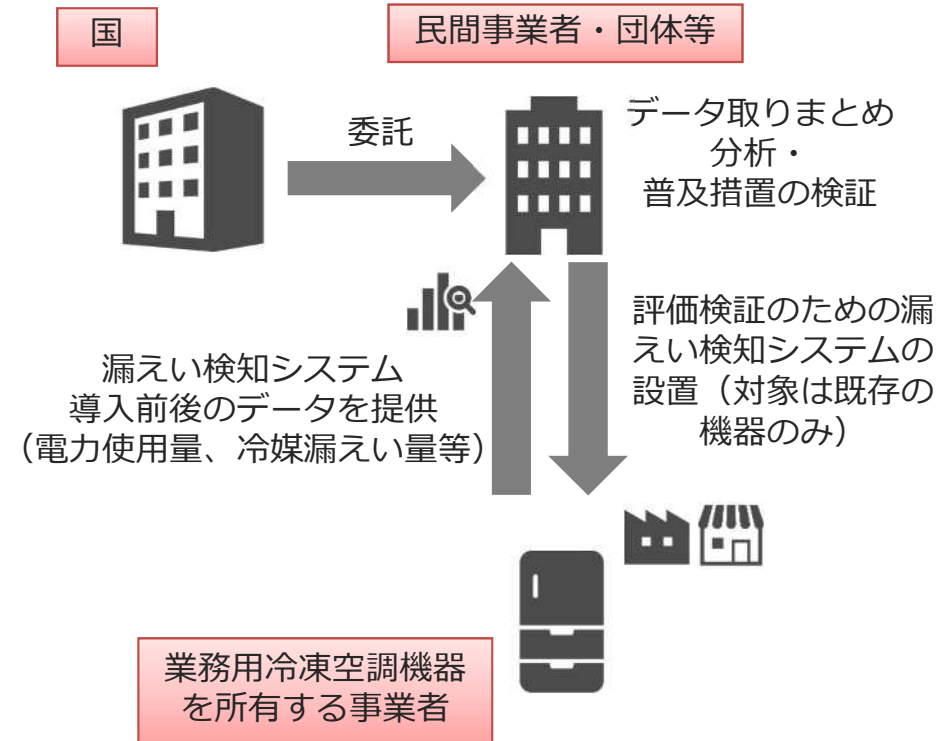 国
民間事業者・団体等
委託
データ取りまとめ
分析・
普及措置の検証
漏えい検知システム
導入前後のデータを提供
（電力使用量、冷媒漏えい量等）
評価検証のための漏
えい検知システムの
設置（対象は既存の
機器のみ）
業務用冷凍空調機器
を所有する事業者